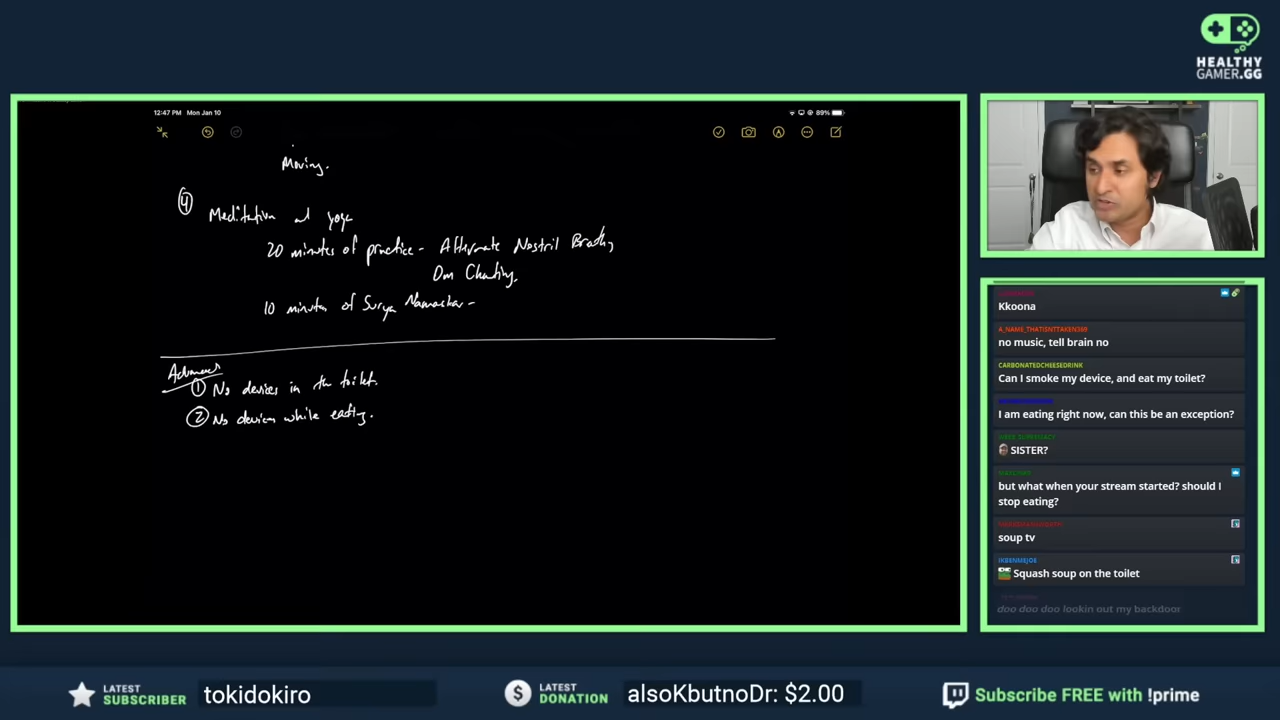 HEALTHY
GAMER.GG
12:47 PM Mon Jan 10
89%
Moving.
4
Meditation and yoga
20 minutes of practice - Alternate Nostril Breath,
Om Chanting.
10 minutes of Surya Namaskar -
Advanced
1 No devices in the toilet.
2 No devices while eating.
Kkoona
A_NAME_THATISNTTAKEN369
no music, tell brain no
CARBONATEDCHEESEDRINK
Can I smoke my device, and eat my toilet?
I am eating right now, can this be an exception?
SISTER?
but what when your stream started? should I
stop eating?
soup tv
IKBENMEJOE
Squash soup on the toilet
doo doo doo lookin out my backdoor
LATEST
SUBSCRIBER
tokidokiro
$
LATEST
DONATION
alsoKbutnoDr: $2.00
Subscribe FREE with !prime